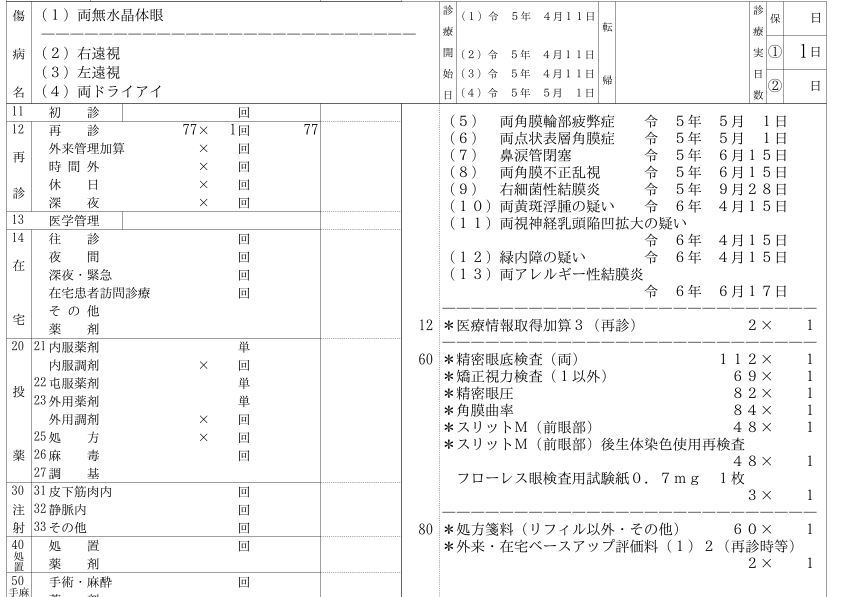 傷病名
(1) 両無水晶体眼
(2) 右遠視
(3) 左遠視
(4) 両ドライアイ
診療開始日
(1) 令 5年 4月11日
(2) 令 5年 4月11日
(3) 令 5年 4月11日
(4) 令 5年 5月 1日
転帰
診療実日数
保 日
① 1日
② 日
11 初診 回
12 再診 77× 1回 77
再診
外来管理加算 ×
時間外 × 回
休日 × 回
深夜 × 回
13 医学管理
14 往診 回
在宅
夜間 回
深夜・緊急 回
在宅患者訪問診療 回
その他
薬剤
20 21 内服薬剤 単
投薬
内服調剤 × 回
22 屯服薬剤 単
23 外用薬剤 単
外用調剤 × 回
25 処方 × 回
26 麻毒 回
27 調基
30 31 皮下筋肉内 回
注射
32 静脈内 回
33 その他 回
40 処置 回
処置
薬剤
50 手術・麻酔 回
手麻
(5) 両角膜輪部疲弊症 令 5年 5月 1日
(6) 両点状表層角膜症 令 5年 5月 1日
(7) 鼻涙管閉塞 令 5年 6月15日
(8) 両角膜不正乱視 令 5年 6月15日
(9) 右細菌性結膜炎 令 5年 9月28日
(10) 両黄斑浮腫の疑い 令 6年 4月15日
(11) 両視神経乳頭陥凹拡大の疑い
令 6年 4月15日
(12) 緑内障の疑い 令 6年 4月15日
(13) 両アレルギー性結膜炎
令 6年 6月17日
12 *医療情報取得加算3(再診) 2× 1
60 *精密眼底検査(両) 112× 1
*矯正視力検査(1以外) 69× 1
*精密眼圧 82× 1
*角膜曲率 84× 1
*スリットM(前眼部) 48× 1
*スリットM(前眼部)後生体染色使用再検査
48× 1
フローレス眼検査用試験紙0.7mg 1枚
3× 1
80 *処方箋料(リフィル以外・その他) 60× 1
*外来・在宅ベースアップ評価料(1)2(再診時等)
2× 1